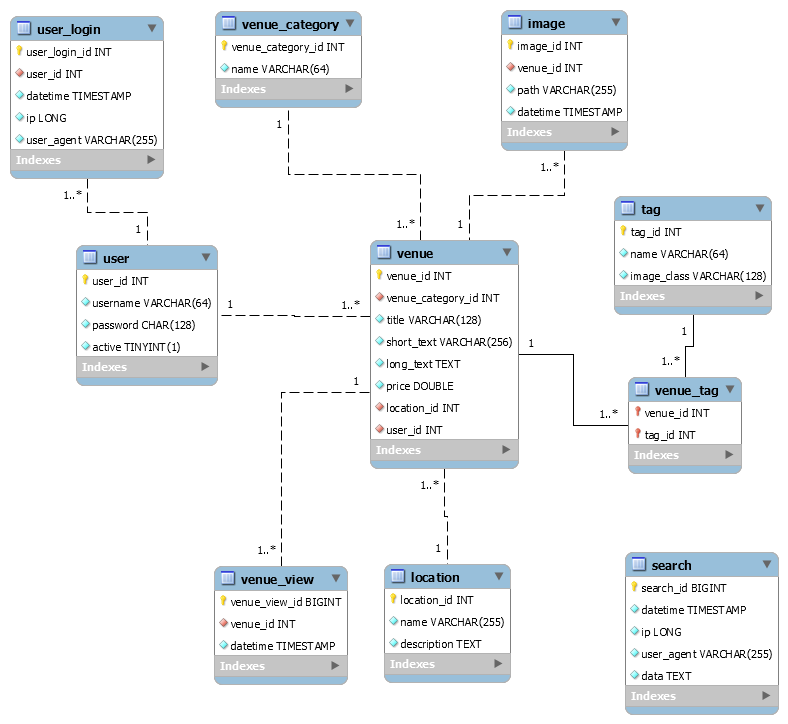 user_login
user_login_id INT
user_id INT
datetime TIMESTAMP
ip LONG
user_agent VARCHAR(255)
Indexes
venue_category
venue_category_id INT
name VARCHAR(64)
Indexes
image
image_id INT
venue_id INT
path VARCHAR(255)
datetime TIMESTAMP
Indexes
1
1..*
1..*
1
1..*
1
tag
tag_id INT
name VARCHAR(64)
image_class VARCHAR(128)
Indexes
user
user_id INT
username VARCHAR(64)
password CHAR(128)
active TINYINT(1)
Indexes
1
1..*
venue
venue_id INT
venue_category_id INT
title VARCHAR(128)
short_text VARCHAR(256)
long_text TEXT
price DOUBLE
location_id INT
user_id INT
Indexes
1
1..*
1
1..*
venue_tag
venue_id INT
tag_id INT
Indexes
1
1..*
1..*
1
venue_view
venue_view_id BIGINT
venue_id INT
datetime TIMESTAMP
Indexes
location
location_id INT
name VARCHAR(255)
description TEXT
Indexes
search
search_id BIGINT
datetime TIMESTAMP
ip LONG
user_agent VARCHAR(255)
data TEXT
Indexes